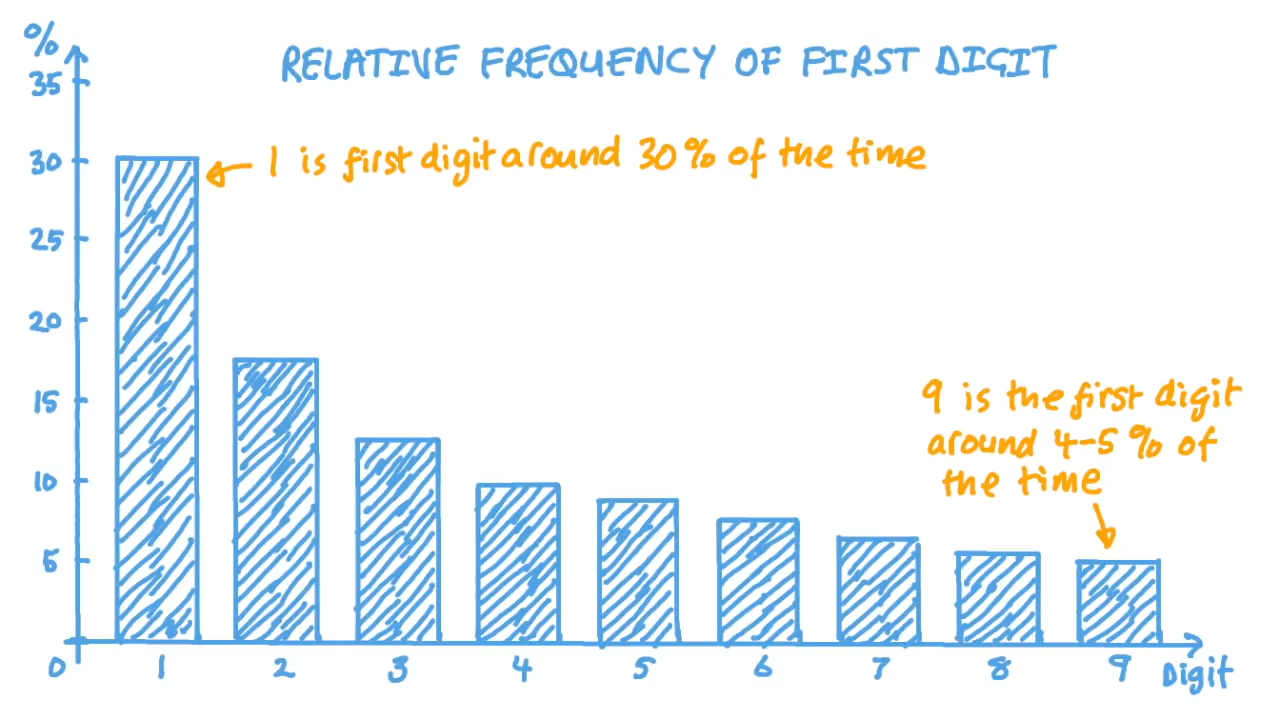 %
RELATIVE FREQUENCY OF FIRST DIGIT
35
30
1 is first digit around 30% of the time
25
20
15
9 is the first digit
around 4-5% of
the time
10
5
0
1 2 3 4 5 6 7 8 9 Digit